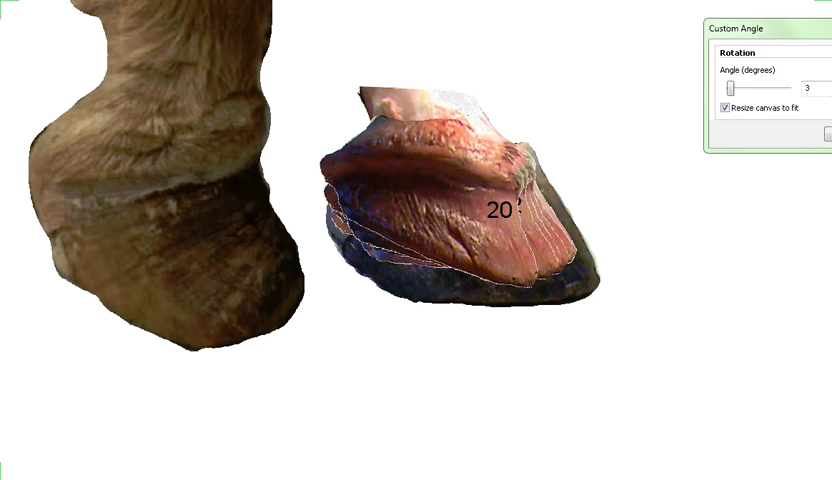 Custom Angle
Rotation
Angle (degrees)
3
Resize canvas to fit
20°